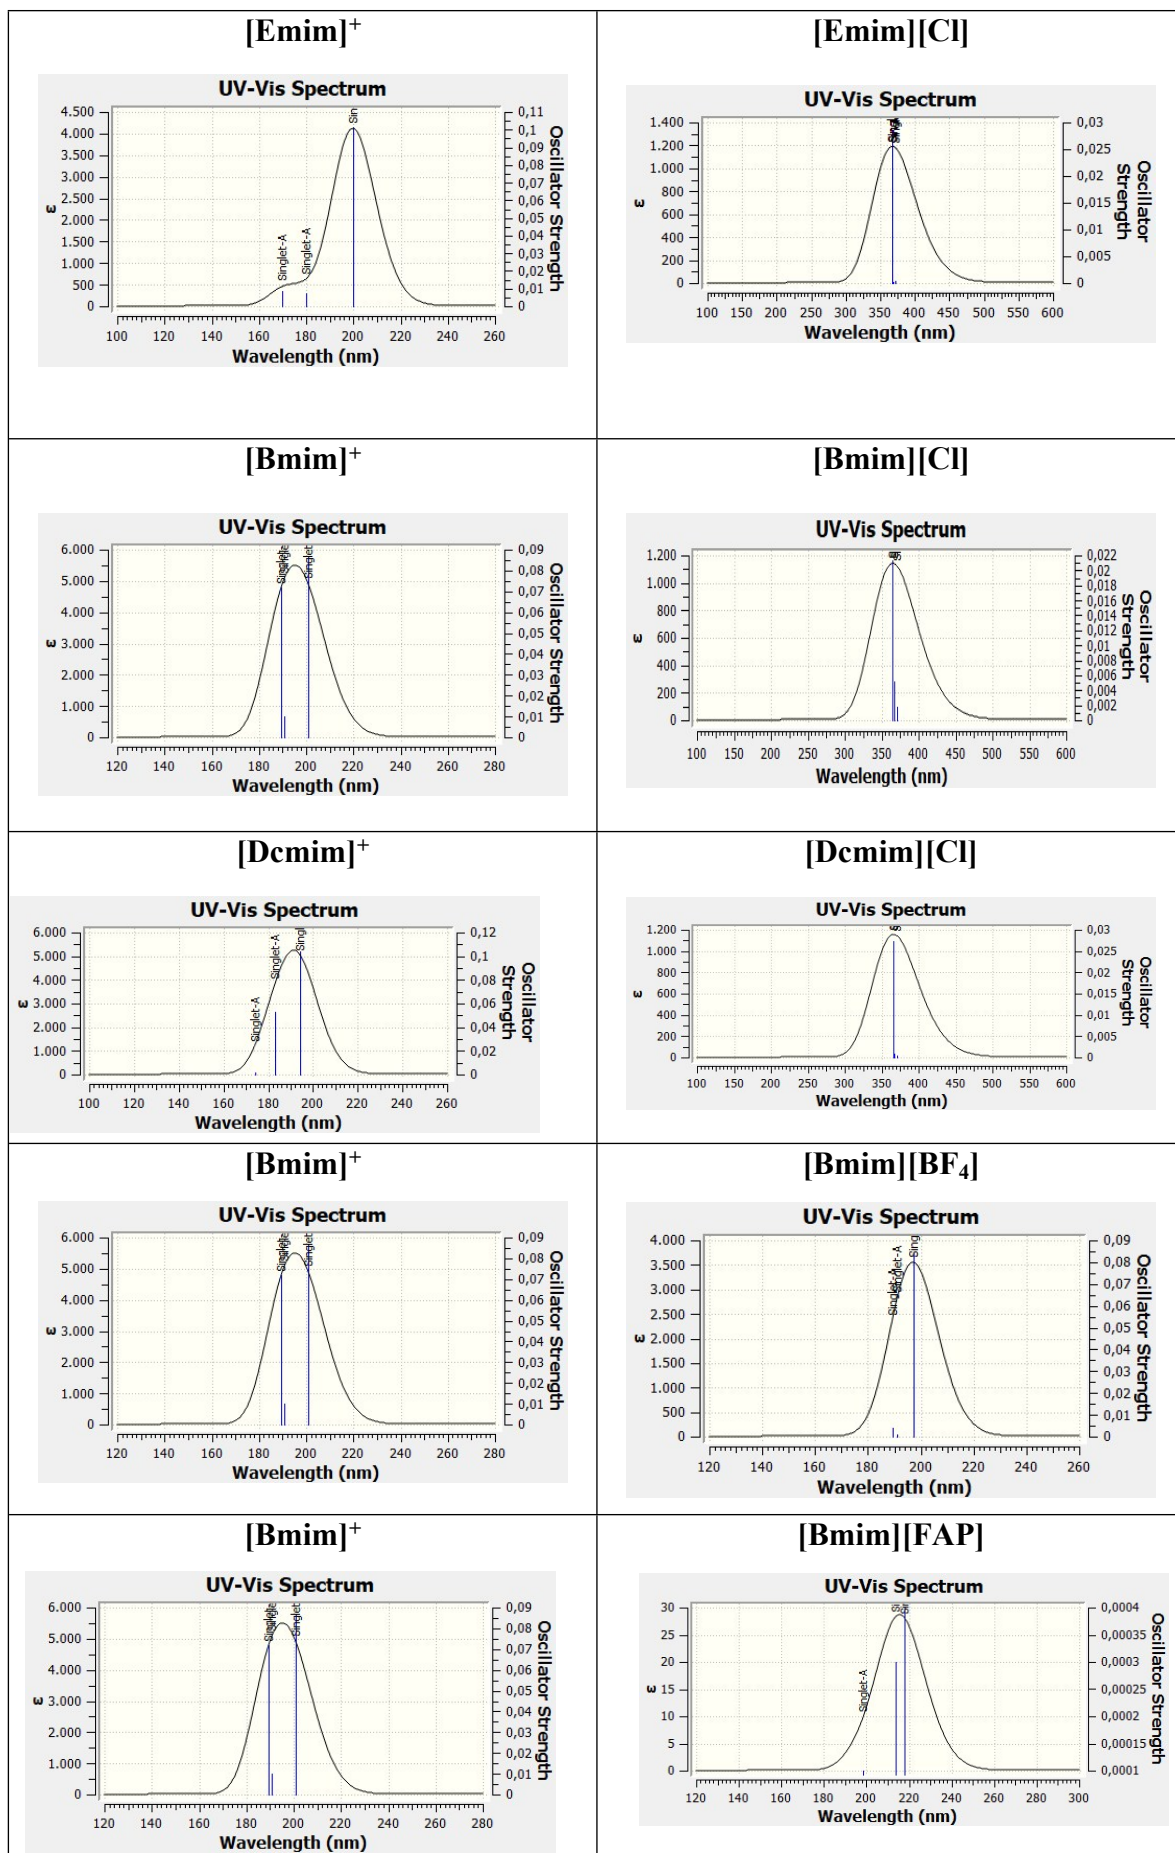 [Emim]+
UV-Vis Spectrum
4.500
4.000
3.500
3.000
2.500
2.000
1.500
1.000
500
0
ε
Singlet-A
Singlet-A
Sin
0,11
0,1
0,09
0,08
0,07
0,06
0,05
0,04
0,03
0,02
0,01
0
Oscillator Strength
100 120 140 160 180 200 220 240 260
Wavelength (nm)
[Emim][Cl]
UV-Vis Spectrum
1.400
1.200
1.000
800
600
400
200
0
ε
0,03
0,025
0,02
0,015
0,01
0,005
0
Oscillator
Strength
100 150 200 250 300 350 400 450 500 550 600
Wavelength (nm)
[Bmim]+
UV-Vis Spectrum
6.000
5.000
4.000
3.000
2.000
1.000
0
ε
Singlet
0,09
0,08
0,07
0,06
0,05
0,04
0,03
0,02
0,01
0
Oscillator Strength
120 140 160 180 200 220 240 260 280
Wavelength (nm)
[Bmim][Cl]
UV-Vis Spectrum
1.200
1.000
800
600
400
200
0
ε
0,022
0,02
0,018
0,016
0,014
0,012
0,01
0,008
0,006
0,004
0,002
0
Oscillator
Strength
100 150 200 250 300 350 400 450 500 550 600
Wavelength (nm)
[Dcmim]+
UV-Vis Spectrum
6.000
5.000
4.000
3.000
2.000
1.000
0
ε
Singlet-A
Singlet-A
Singl
0,12
0,1
0,08
0,06
0,04
0,02
0
Oscillator
Strength
100 120 140 160 180 200 220 240 260
Wavelength (nm)
[Dcmim][Cl]
UV-Vis Spectrum
1.200
1.000
800
600
400
200
0
ε
0,03
0,025
0,02
0,015
0,01
0,005
0
Oscillator
Strength
100 150 200 250 300 350 400 450 500 550 600
Wavelength (nm)
[Bmim]+
UV-Vis Spectrum
6.000
5.000
4.000
3.000
2.000
1.000
0
ε
Singlet
0,09
0,08
0,07
0,06
0,05
0,04
0,03
0,02
0,01
0
Oscillator Strength
120 140 160 180 200 220 240 260 280
Wavelength (nm)
[Bmim][BF4]
UV-Vis Spectrum
4.000
3.500
3.000
2.500
2.000
1.500
1.000
500
0
ε
Singlet-A
Singlet-A
Sing
0,09
0,08
0,07
0,06
0,05
0,04
0,03
0,02
0,01
0
Oscillator Strength
120 140 160 180 200 220 240 260
Wavelength (nm)
[Bmim]+
UV-Vis Spectrum
6.000
5.000
4.000
3.000
2.000
1.000
0
ε
Singlet
0,09
0,08
0,07
0,06
0,05
0,04
0,03
0,02
0,01
0
Oscillator Strength
120 140 160 180 200 220 240 260 280
Wavelength (nm)
[Bmim][FAP]
UV-Vis Spectrum
30
25
20
15
10
5
0
ε
Singlet-A
0,0004
0,00035
0,0003
0,00025
0,0002
0,00015
0,0001
Oscillator Strength
120 140 160 180 200 220 240 260 280 300
Wavelength (nm)